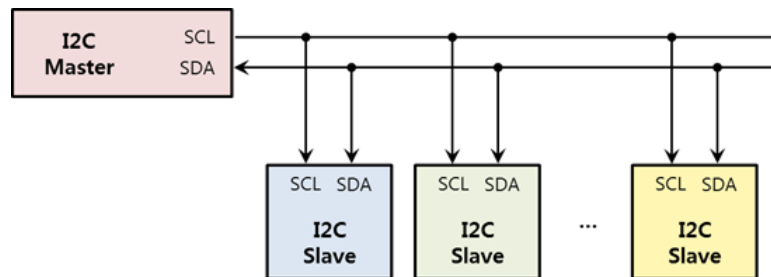 I2C
Master
SCL
SDA
SCL SDA
I2C
Slave
SCL SDA
I2C
Slave
...
SCL SDA
I2C
Slave